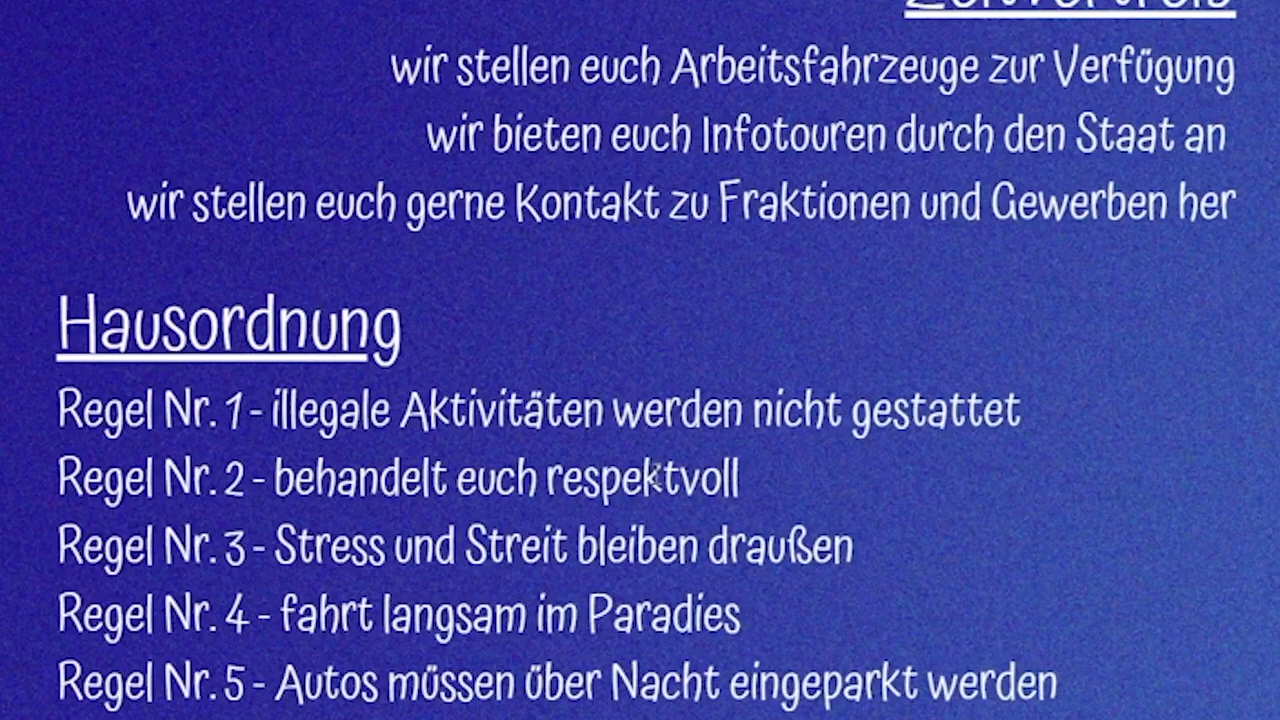 Zeitvertreib
wir stellen euch Arbeitsfahrzeuge zur Verfügung
wir bieten euch Infotouren durch den Staat an
wir stellen euch gerne Kontakt zu Fraktionen und Gewerben her
Hausordnung
Regel Nr. 1 - illegale Aktivitäten werden nicht gestattet
Regel Nr. 2 - behandelt euch respektvoll
Regel Nr. 3 - Stress und Streit bleiben draußen
Regel Nr. 4 - fahrt langsam im Paradies
Regel Nr. 5 - Autos müssen über Nacht eingeparkt werden